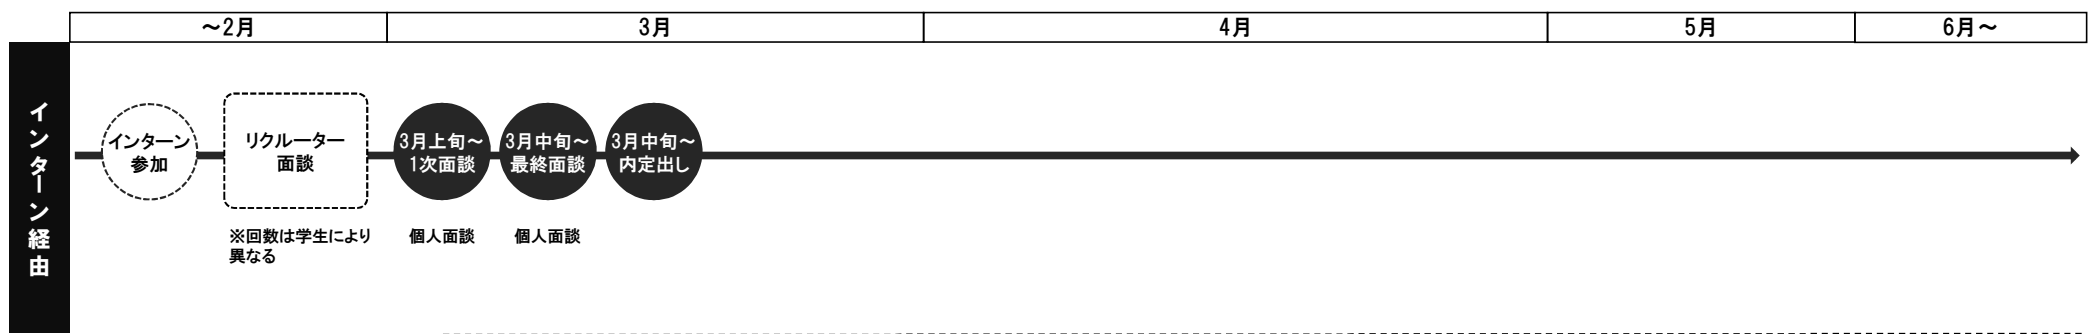 ～2月
3月
4月
5月
6月～
インターン経由
インターン
参加
リクルーター
面談
3月上旬～
1次面談
3月中旬～
最終面談
3月中旬～
内定出し
※回数は学生により
異なる
個人面談
個人面談